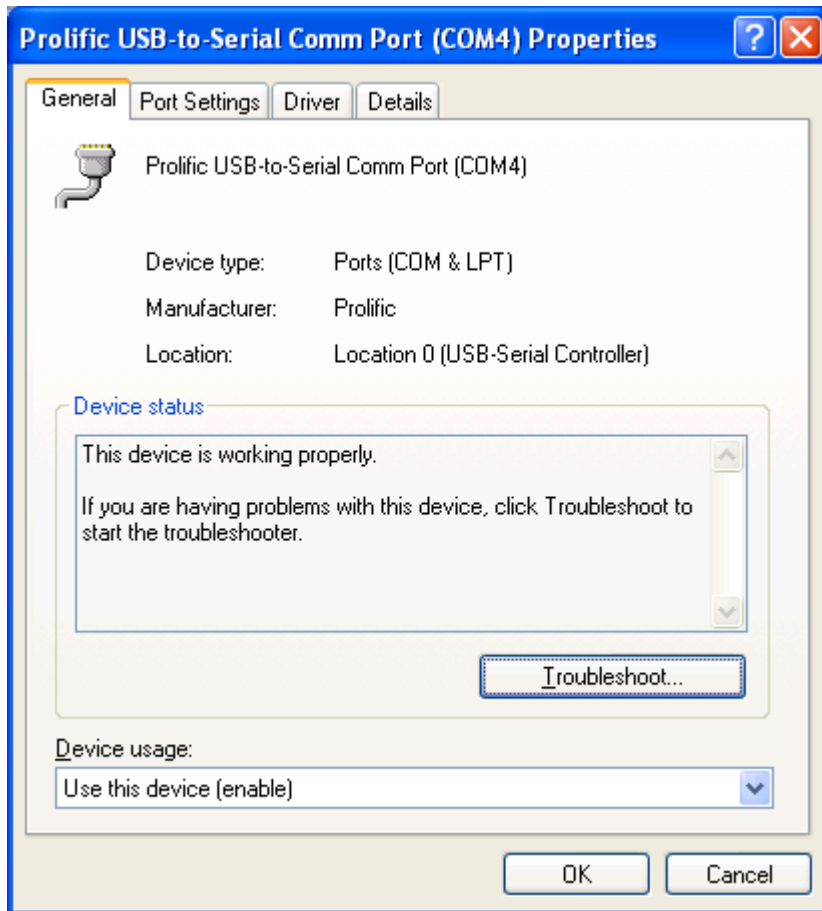 Prolific USB-to-Serial Comm Port (COM4) Properties
General Port Settings Driver Details
Prolific USB-to-Serial Comm Port (COM4)
Device type: Ports (COM & LPT)
Manufacturer: Prolific
Location: Location 0 (USB-Serial Controller)
Device status
This device is working properly.
If you are having problems with this device, click Troubleshoot to
start the troubleshooter.
Troubleshoot...
Device usage:
Use this device (enable)
OK Cancel